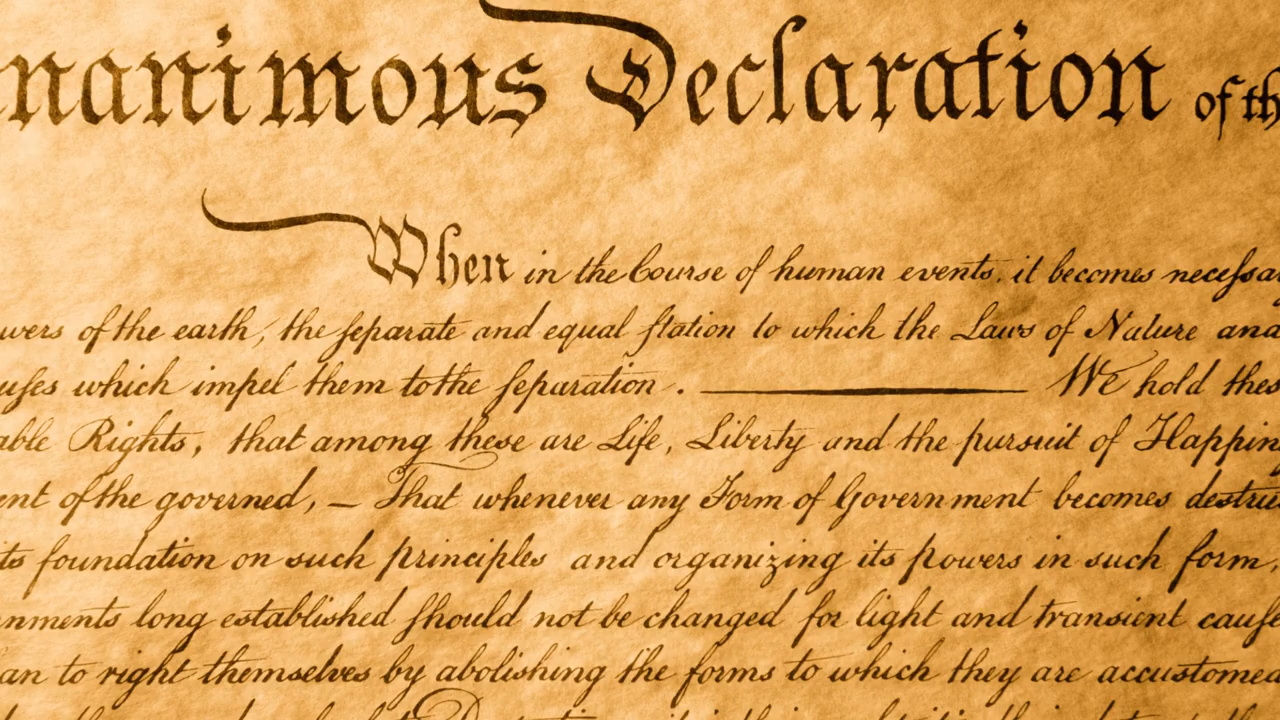 nanimous Declaration of th
When in the Course of human events, it becomes necessar
wers of the earth, the separate and equal station to which the Laws of Nature and
uses which impel them to the separation. ——— We hold thes
able Rights, that among these are Life, Liberty and the pursuit of Happin
ent of the governed, — That whenever any Form of Government becomes destruc
ts foundation on such principles and organizing its powers in such form,
nments long established should not be changed for light and transient cause
an to right themselves by abolishing the forms to which they are accustomed